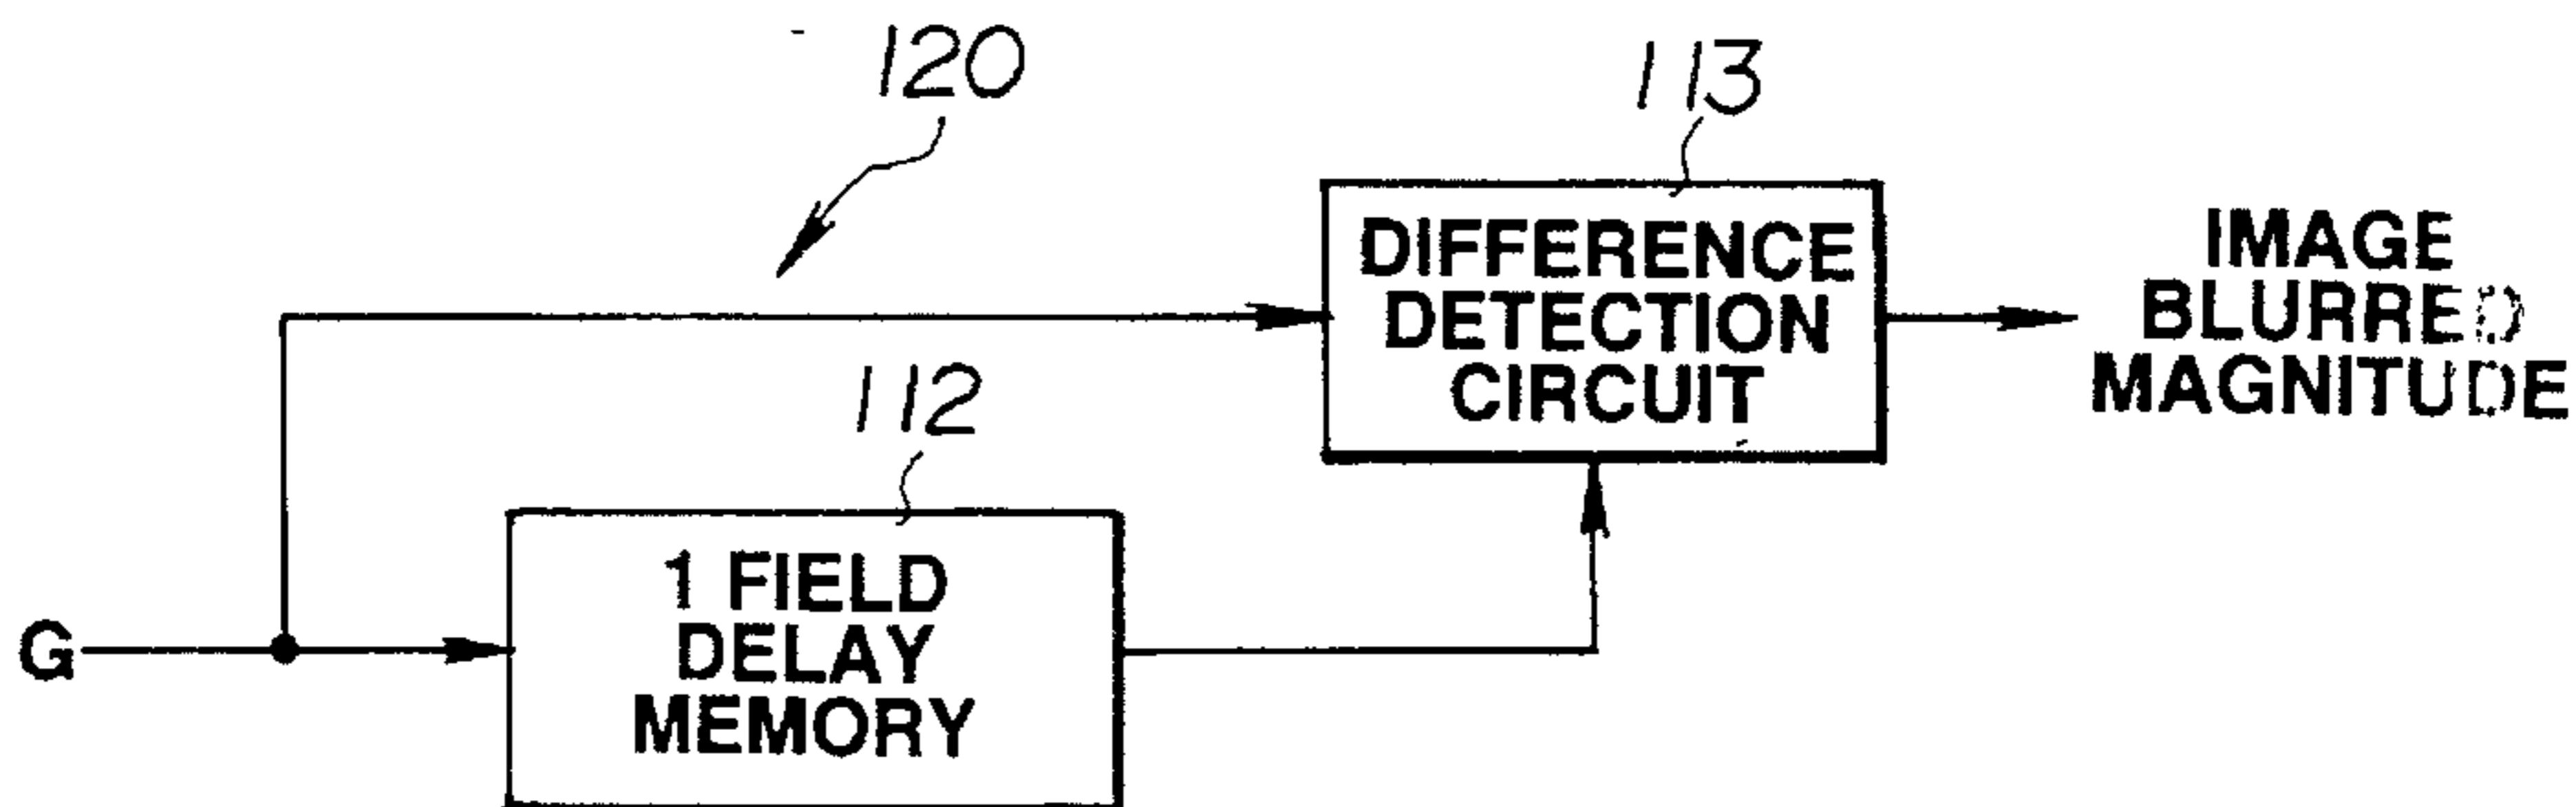 120
113
DIFFERENCE
DETECTION
CIRCUIT
IMAGE
BLURRED
MAGNITUDE
112
1 FIELD
DELAY
MEMORY
G